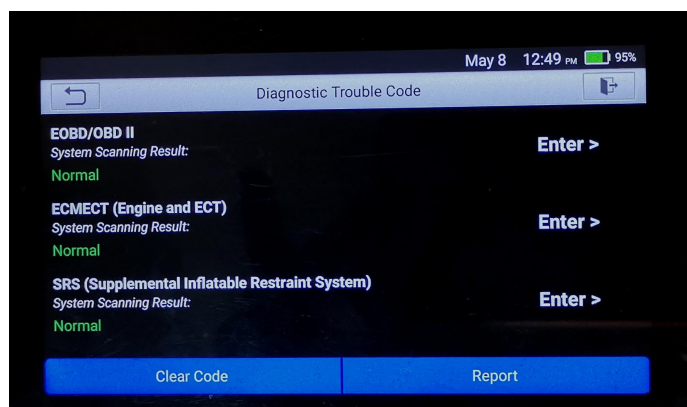 May 8 12:49 PM 95%
Diagnostic Trouble Code
EOBD/OBD II
System Scanning Result:
Enter >
Normal
ECMECT (Engine and ECT)
System Scanning Result:
Enter >
Normal
SRS (Supplemental Inflatable Restraint System)
System Scanning Result:
Enter >
Normal
Clear Code Report